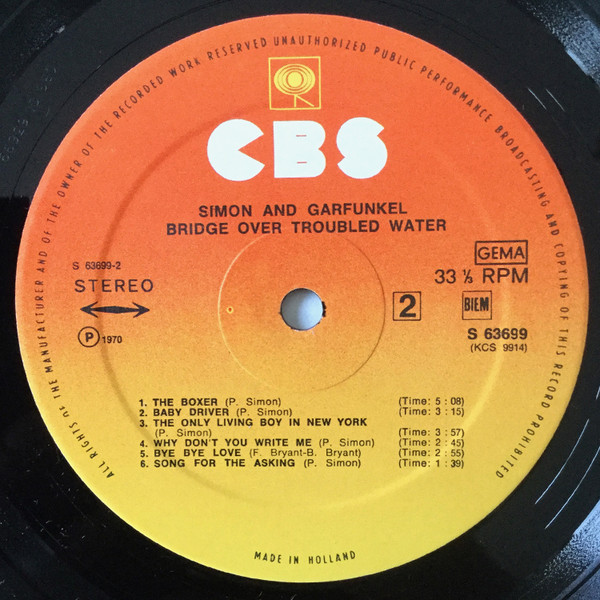 ALL RIGHTS OF THE MANUFACTURER AND OF THE OWNER OF THE RECORDED WORK RESERVED UNAUTHORIZED PUBLIC PERFORMANCE BROADCASTING AND COPYING OF THIS RECORD PROHIBITED
CBS
SIMON AND GARFUNKEL
BRIDGE OVER TROUBLED WATER
S 63699-2
STEREO
GEMA
33 ⅓ RPM
2
BIEM
Ⓟ 1970
S 63699
(KCS 9914)
1. THE BOXER (P. Simon) (Time: 5 : 08)
2. BABY DRIVER (P. Simon) (Time: 3 : 15)
3. THE ONLY LIVING BOY IN NEW YORK
(P. Simon) (Time: 3 : 57)
4. WHY DON'T YOU WRITE ME (P. Simon) (Time: 2 : 45)
5. BYE BYE LOVE (F. Bryant-B. Bryant) (Time: 2 : 55)
6. SONG FOR THE ASKING (P. Simon) (Time: 1 : 39)
MADE IN HOLLAND